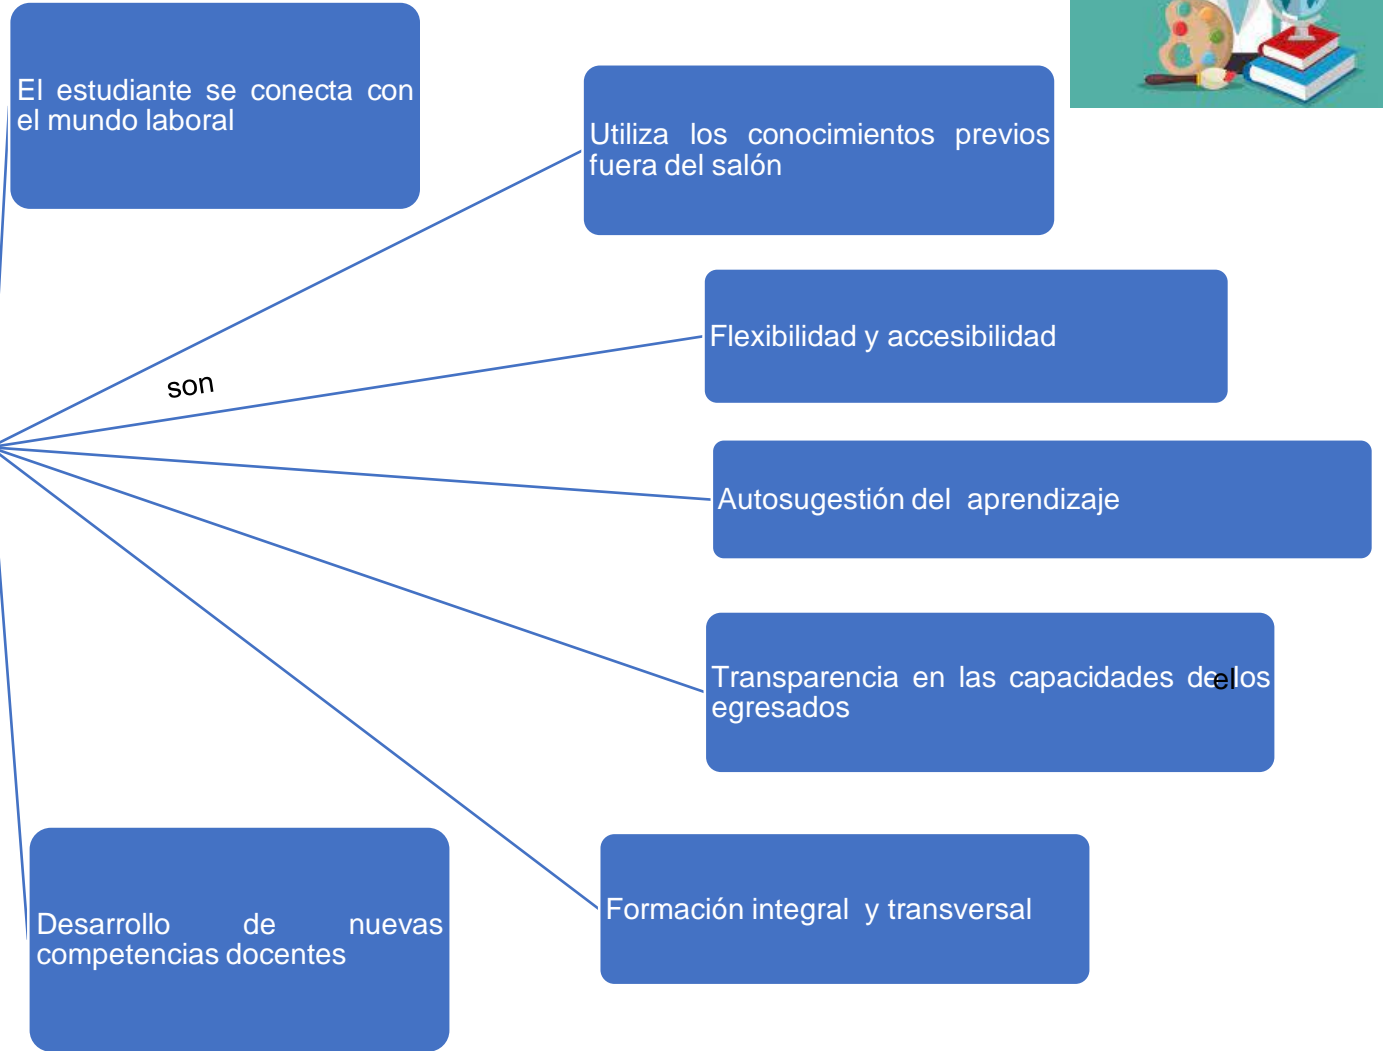 El estudiante se conecta con
el mundo laboral
Utiliza los conocimientos previos
fuera del salón
Flexibilidad y accesibilidad
son
Autosugestión del aprendizaje
Transparencia en las capacidades de los
el
egresados
Formación integral y transversal
Desarrollo de nuevas
competencias docentes